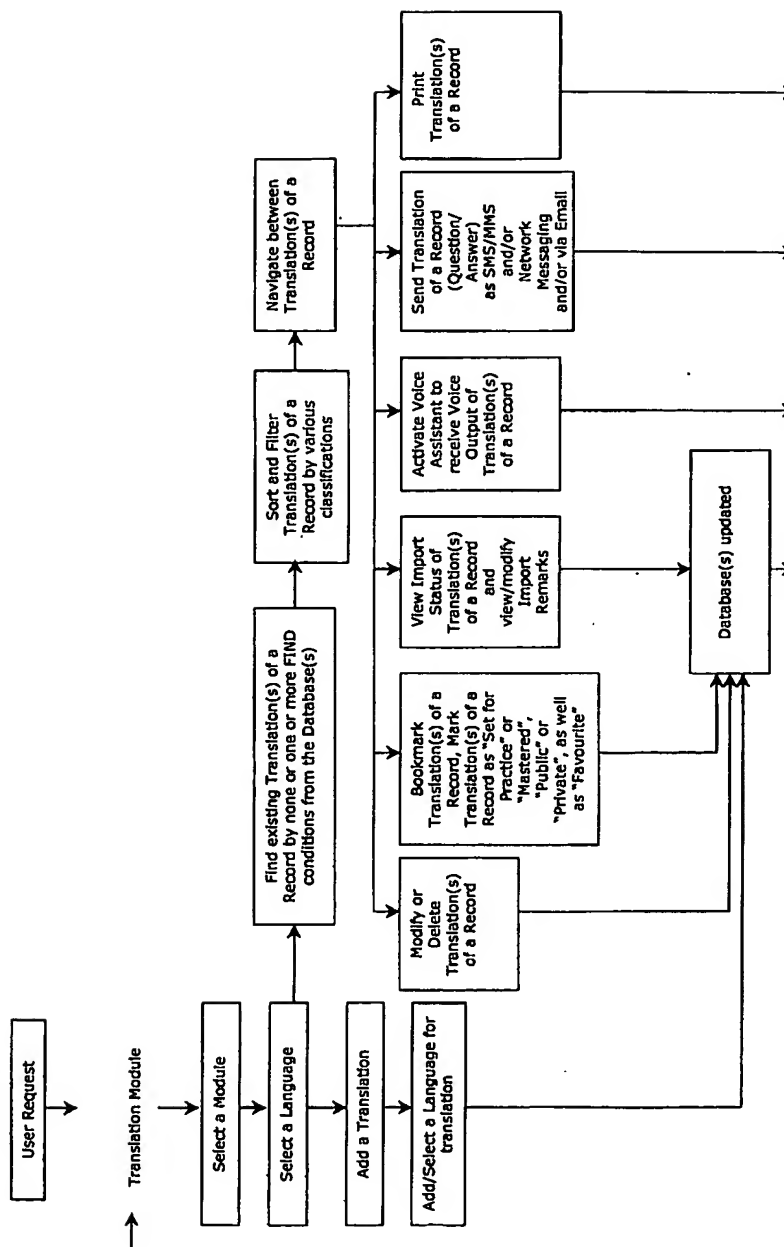 User Request
Translation Module
Select a Module
Select a Language
Add a Translation
Add/Select a Language for
translation
Find existing Translation(s) of a
Record by none or one or more FIND
conditions from the Database(s)
Sort and Filter
Translation(s) of a
Record by various
classifications
Navigate between
Translation(s) of a
Record
Modify or
Delete
Translation(s)
of a Record
Bookmark
Translation(s) of a
Record, Mark
Translation(s) of a
Record as "Set for
Practice" or
"Mastered",
"Public" or
"Private", as well
as "Favourite"
View Import
Status of
Translation(s)
of a Record
and
view/modify
Import
Remarks
Activate Voice
Assistant to
receive Voice
Output of
Translation(s)
of a Record
Send Translation
of a Record
(Question/
Answer)
as SMS/MMS
and/or
Network
Messaging
and/or via Email
Print
Translation(s)
of a Record
Database(s) updated